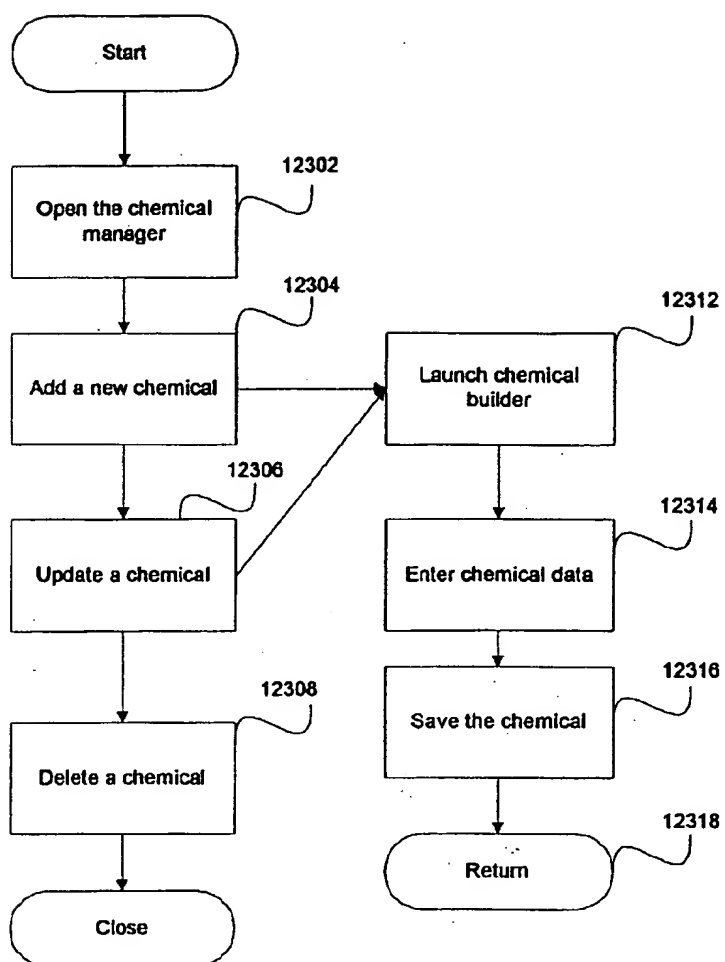 Start
12302
Open the chemical
manager
12304
Add a new chemical
12306
Update a chemical
12308
Delete a chemical
Close
12312
Launch chemical
builder
12314
Enter chemical data
12316
Save the chemical
12318
Return